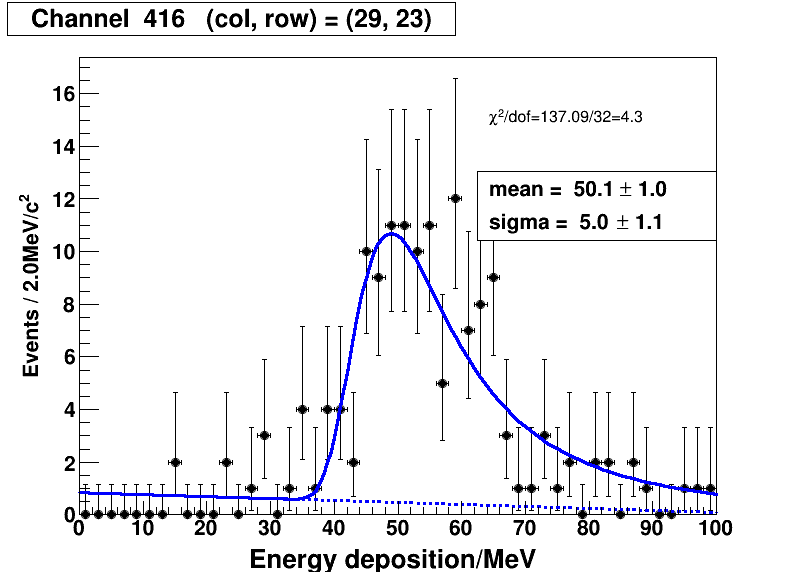 Channel 416 (col, row) = (29, 23)
χ²/dof=137.09/32=4.3
mean = 50.1 ± 1.0
sigma = 5.0 ± 1.1
Events / 2.0MeV/c²
16
14
12
10
8
6
4
2
0
0 10 20 30 40 50 60 70 80 90 100
Energy deposition/MeV